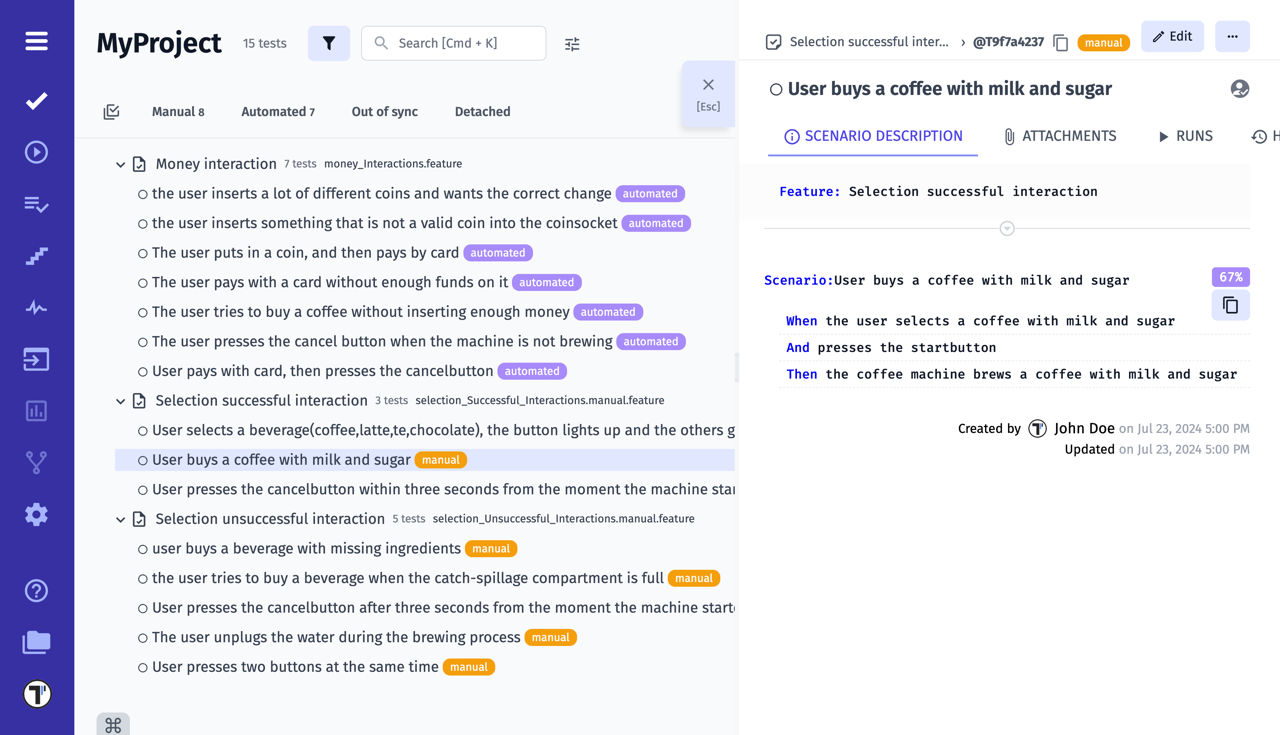 MyProject
15 tests
Search [Cmd + K]
Manual 8
Automated 7
Out of sync
Detached
[Esc]
Money interaction 7 tests money_Interactions.feature
the user inserts a lot of different coins and wants the correct change automated
the user inserts something that is not a valid coin into the coinsocket automated
The user puts in a coin, and then pays by card automated
The user pays with a card without enough funds on it automated
The user tries to buy a coffee without inserting enough money automated
The user presses the cancel button when the machine is not brewing automated
User pays with card, then presses the cancelbutton automated
Selection successful interaction 3 tests selection_Successful_Interactions.manual.feature
User selects a beverage(coffee,latte,te,chocolate), the button lights up and the others g
User buys a coffee with milk and sugar manual
User presses the cancelbutton within three seconds from the moment the machine star
Selection unsuccessful interaction 5 tests selection_Unsuccessful_Interactions.manual.feature
user buys a beverage with missing ingredients manual
the user tries to buy a beverage when the catch-spillage compartment is full manual
User presses the cancelbutton after three seconds from the moment the machine starte
The user unplugs the water during the brewing process manual
User presses two buttons at the same time manual
Selection successful inter... › @T9f7a4237 manual
Edit
User buys a coffee with milk and sugar
SCENARIO DESCRIPTION
ATTACHMENTS
RUNS
H
Feature: Selection successful interaction
Scenario:User buys a coffee with milk and sugar
67%
When the user selects a coffee with milk and sugar
And presses the startbutton
Then the coffee machine brews a coffee with milk and sugar
Created by John Doe on Jul 23, 2024 5:00 PM
Updated on Jul 23, 2024 5:00 PM